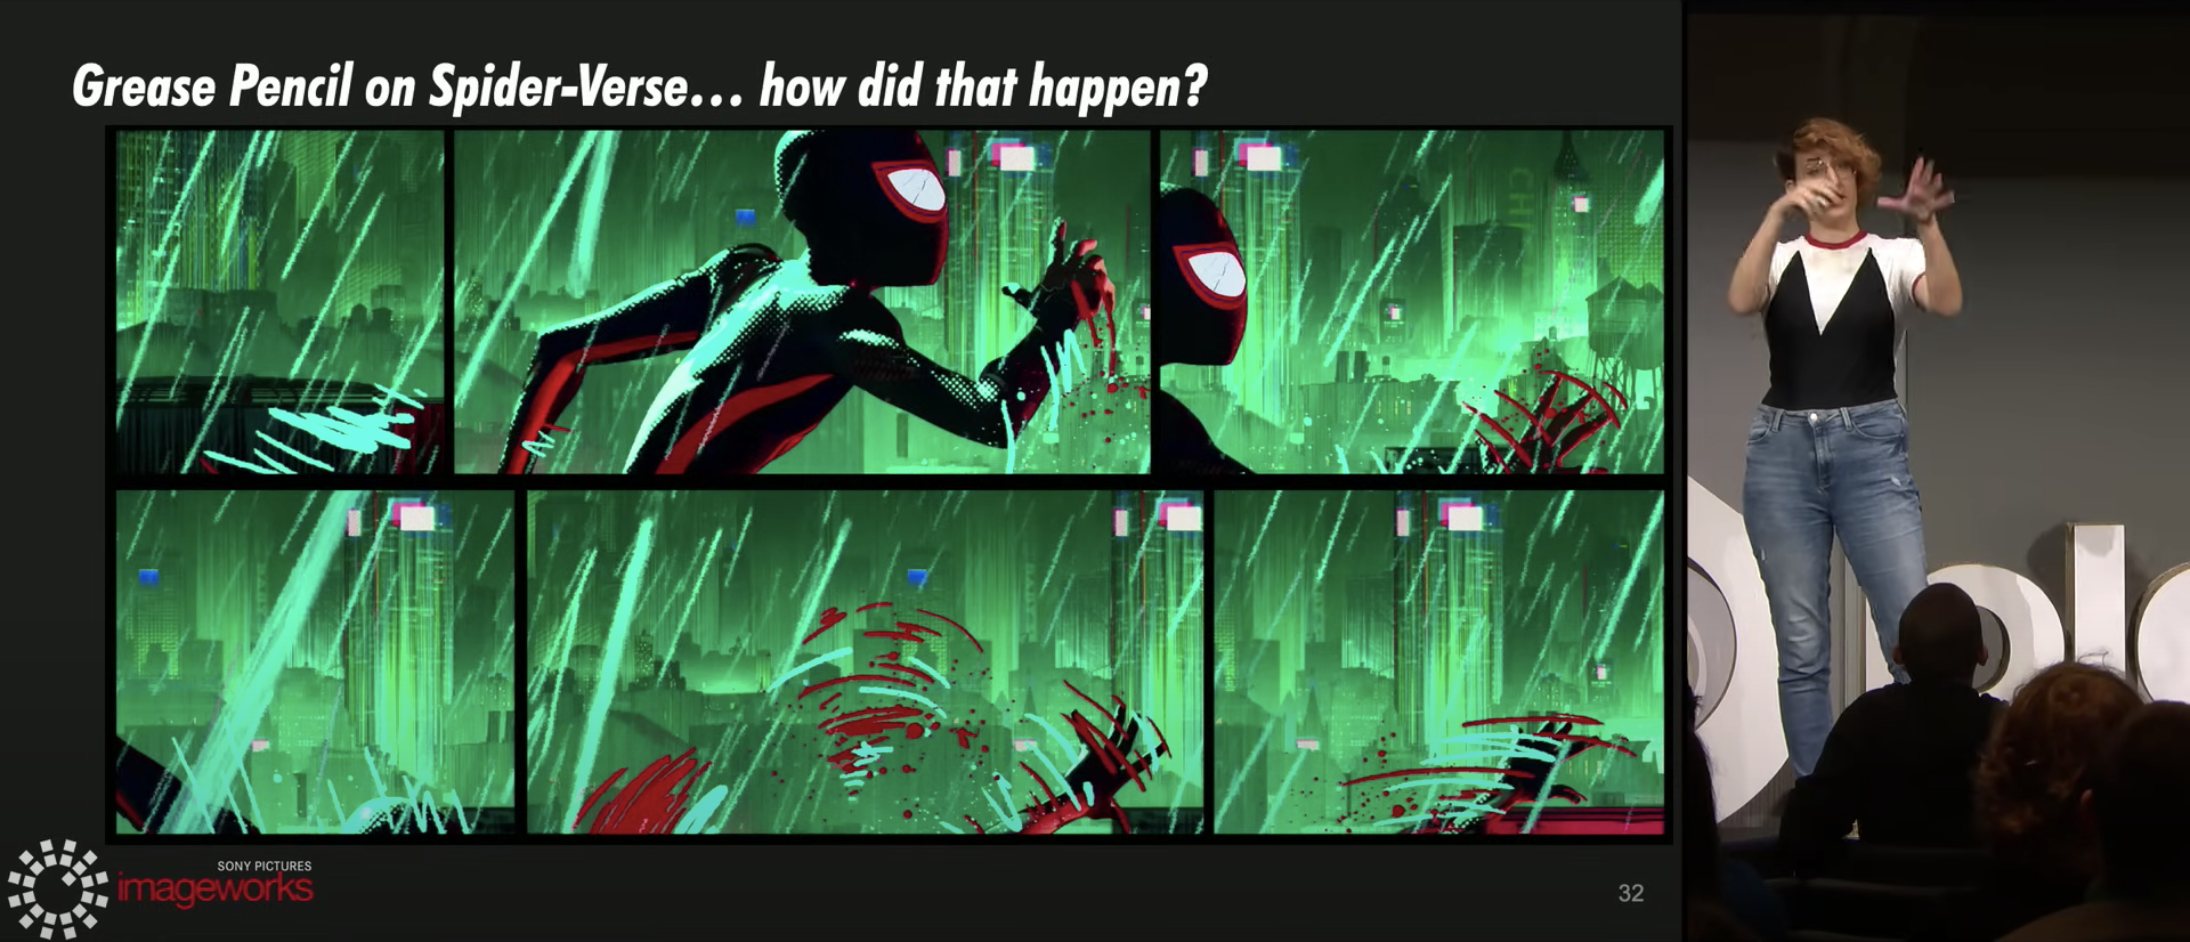 Grease Pencil on Spider-Verse... how did that happen?
SONY PICTURES
imageworks
32